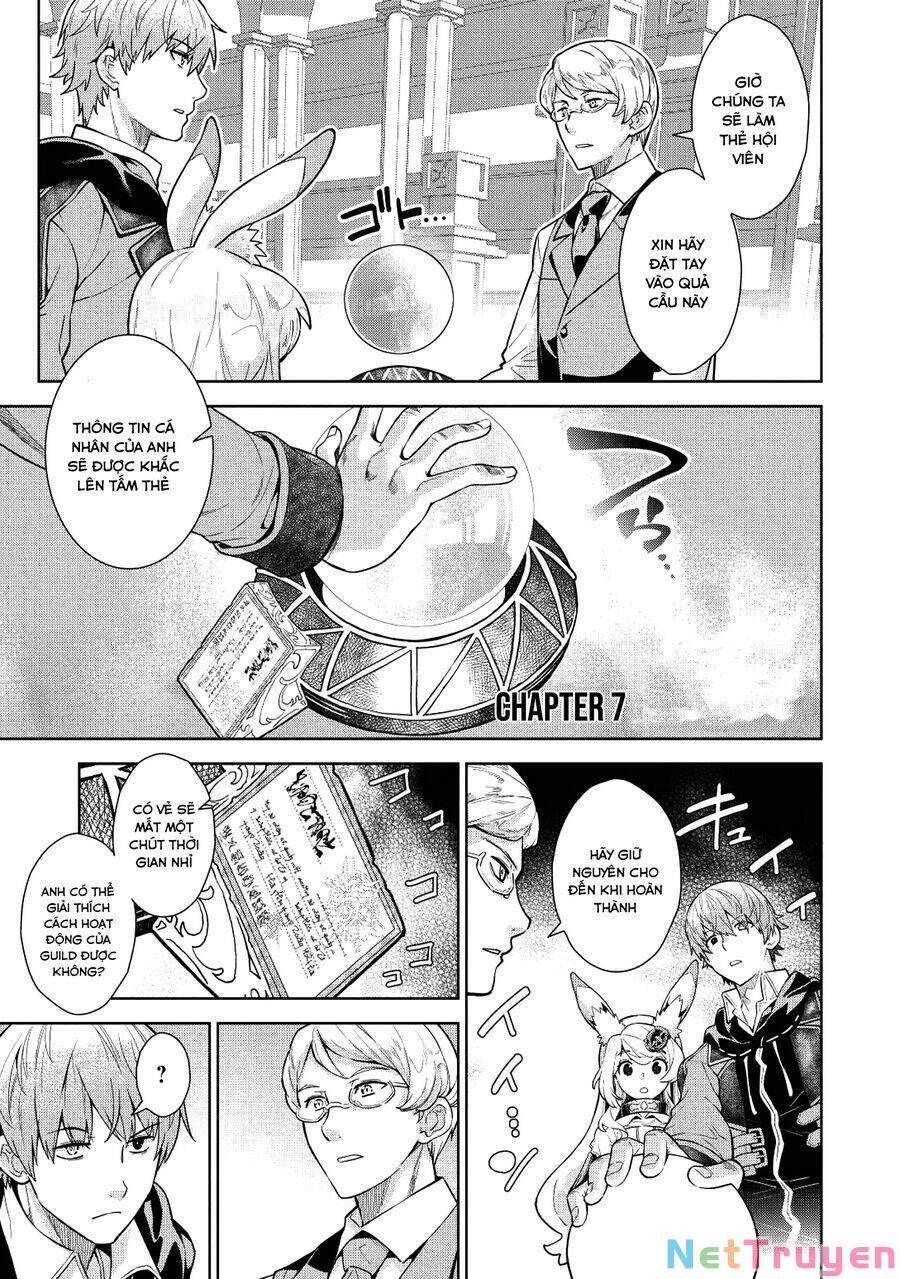 GIỜ
CHÚNG TA
SẼ LÀM
THẺ HỘI
VIÊN
XIN HÃY
ĐẶT TAY
VÀO QUẢ
CẦU NÀY
ゴト…
THÔNG TIN CÁ
NHÂN CỦA ANH
SẼ ĐƯỢC KHẮC
LÊN TẤM THẺ
CHAPTER 7
HÃY GIỮ
NGUYÊN CHO
ĐẾN KHI HOÀN
THÀNH
キュイイイン…
CÓ VẺ SẼ
MẤT MỘT
CHÚT THỜI
GIAN NHỈ
ANH CÓ THỂ
GIẢI THÍCH
CÁCH HOẠT
ĐỘNG CỦA
GUILD ĐƯỢC
KHÔNG?
?
NetTruyen